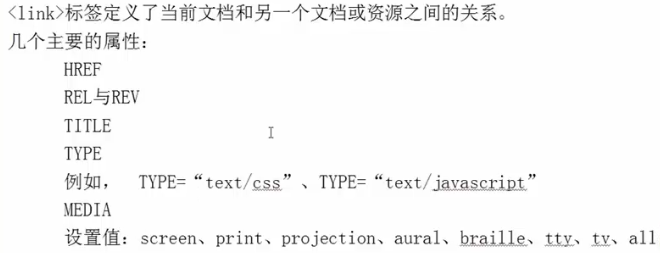 <link>标签定义了当前文档和另一个文档或资源之间的关系。
几个主要的属性：
HREF
REL与REV
TITLE
TYPE
例如， TYPE=“text/css”、TYPE=“text/javascript”
MEDIA
设置值：screen、print、projection、aural、braille、tty、tv、all